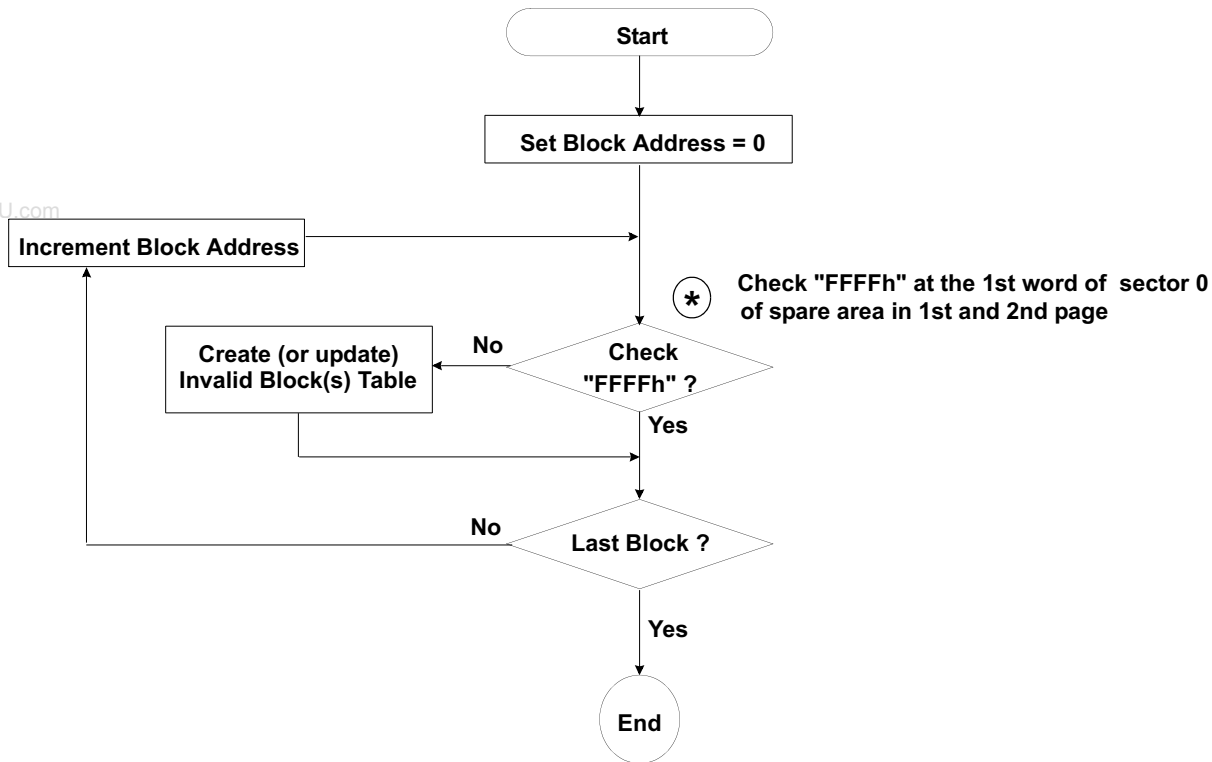 Start
Set Block Address = 0
U.com
Increment Block Address
* Check "FFFFh" at the 1st word of sector 0
of spare area in 1st and 2nd page
Create (or update)
Invalid Block(s) Table
No
Check
"FFFFh" ?
Yes
No
Last Block ?
Yes
End